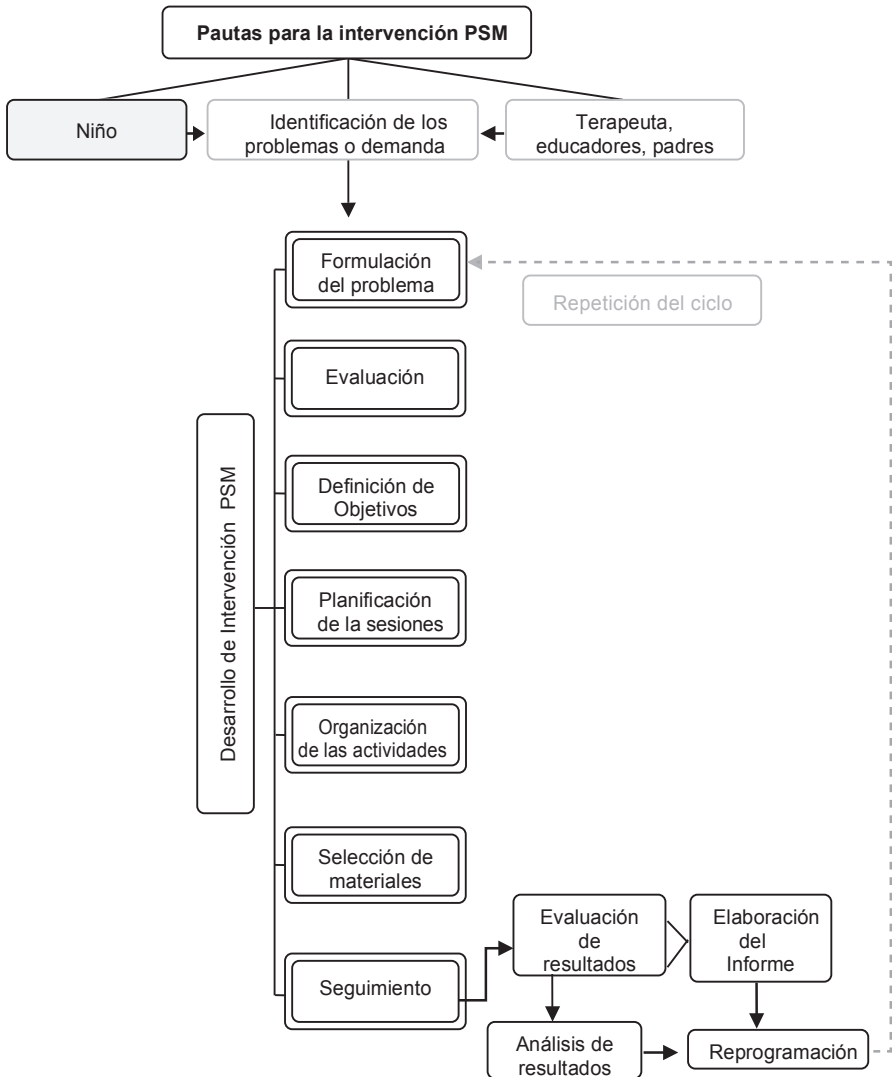 Pautas para la intervención PSM
Niño
Identificación de los
problemas o demanda
Terapeuta,
educadores, padres
Formulación
del problema
Repetición del ciclo
Evaluación
Desarrollo de Intervención PSM
Definición de
Objetivos
Planificación
de la sesiones
Organización
de las actividades
Selección de
materiales
Seguimiento
Evaluación
de
resultados
Elaboración
del
Informe
Análisis de
resultados
Reprogramación